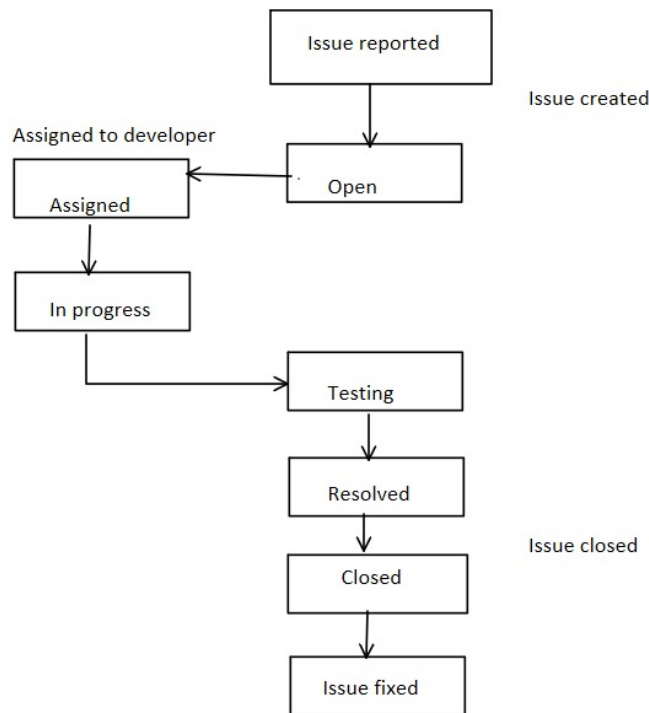 Issue reported
Issue created
Assigned to developer
Open
Assigned
In progress
Testing
Resolved
Issue closed
Closed
Issue fixed